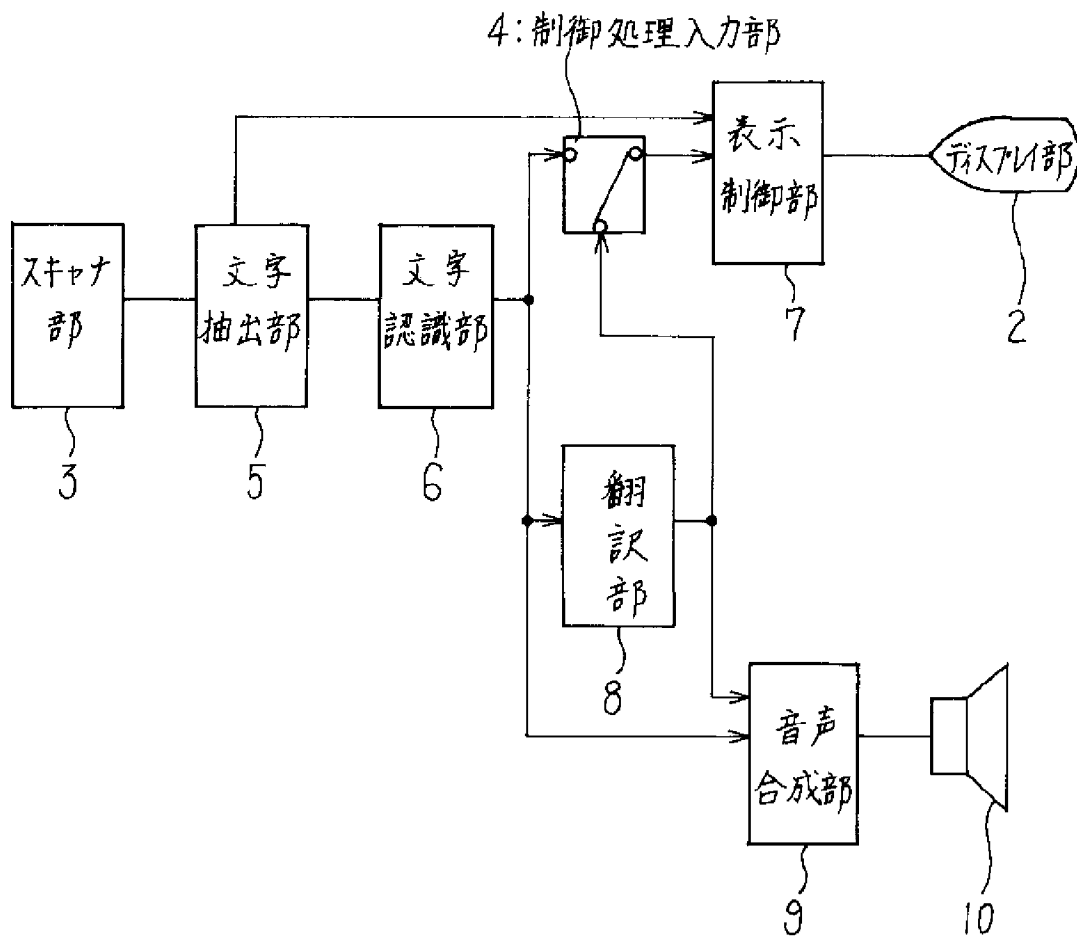 4:制御処理入力部
表示
制御部
ディスプレイ部
スキャナ
部
文字
抽出部
文字
認識部
7
2
3
5
6
翻
訳
部
8
音声
合成部
9
10